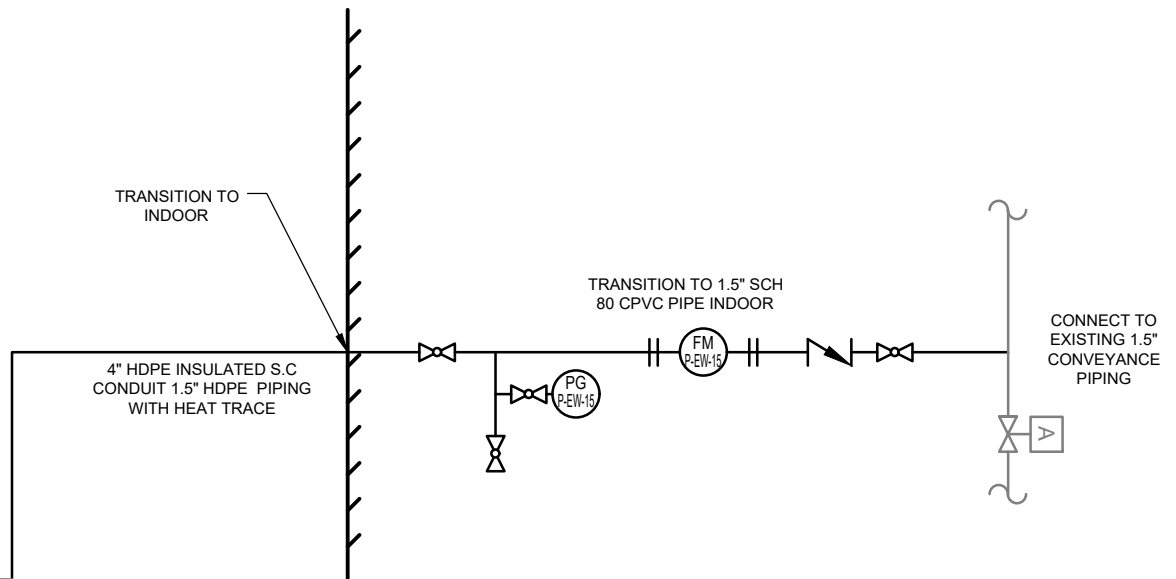 TRANSITION TO
INDOOR
TRANSITION TO 1.5" SCH
80 CPVC PIPE INDOOR
CONNECT TO
EXISTING 1.5"
CONVEYANCE
PIPING
4" HDPE INSULATED S.C
CONDUIT 1.5" HDPE PIPING
WITH HEAT TRACE
FM
P-EW-15
PG
P-EW-15
A